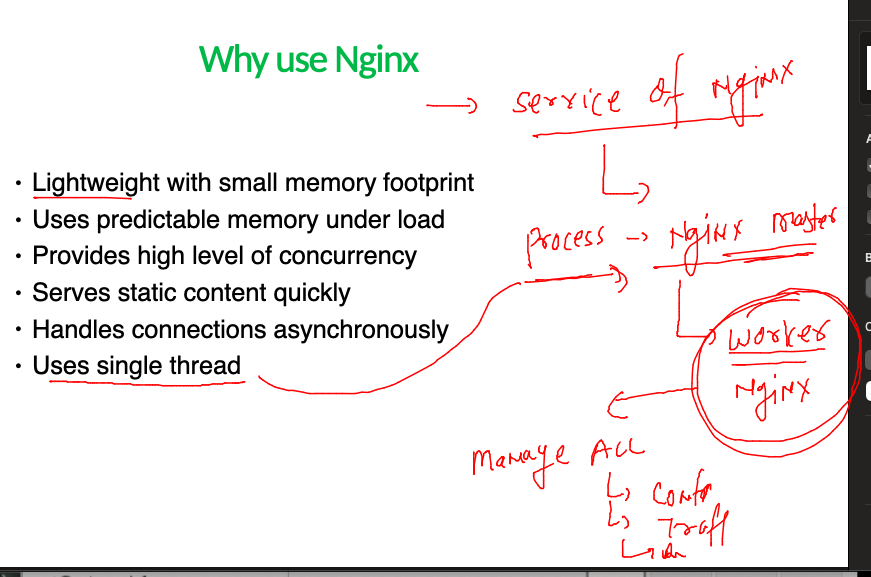 Why use Nginx
→ service of Nginx
• Lightweight with small memory footprint
• Uses predictable memory under load
• Provides high level of concurrency
• Serves static content quickly
• Handles connections asynchronously
• Uses single thread
Process → Nginx master
worker
Nginx
Manage ALL
↳ Conf
↳ Traff